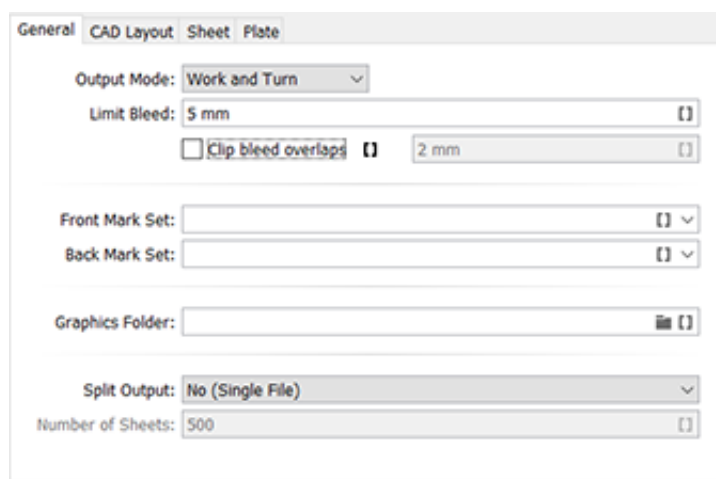 General CAD Layout Sheet Plate
Output Mode: Work and Turn
Limit Bleed: 5 mm
Clip bleed overlaps 2 mm
Front Mark Set:
Back Mark Set:
Graphics Folder:
Split Output: No (Single File)
Number of Sheets: 500